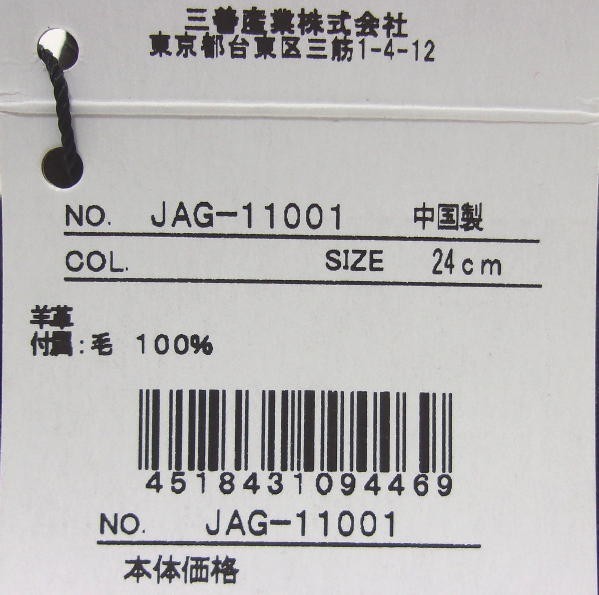 三善産業株式会社
東京都台東区三筋1-4-12
NO. JAG-11001 中国製
COL. SIZE 24cm
羊革
付属:毛 100%
4518431094469
NO. JAG-11001
本体価格